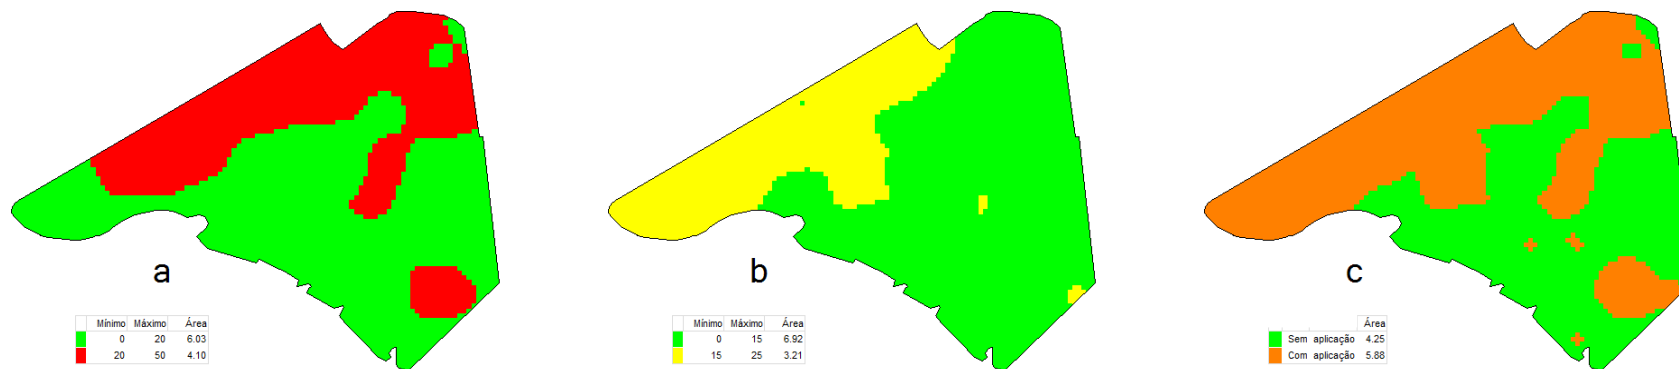 a
Mínimo Máximo Área
0 20 6.03
20 50 4.10
b
Mínimo Máximo Área
0 15 6.92
15 25 3.21
c
Área
Sem aplicação 4.25
Com aplicação 5.88